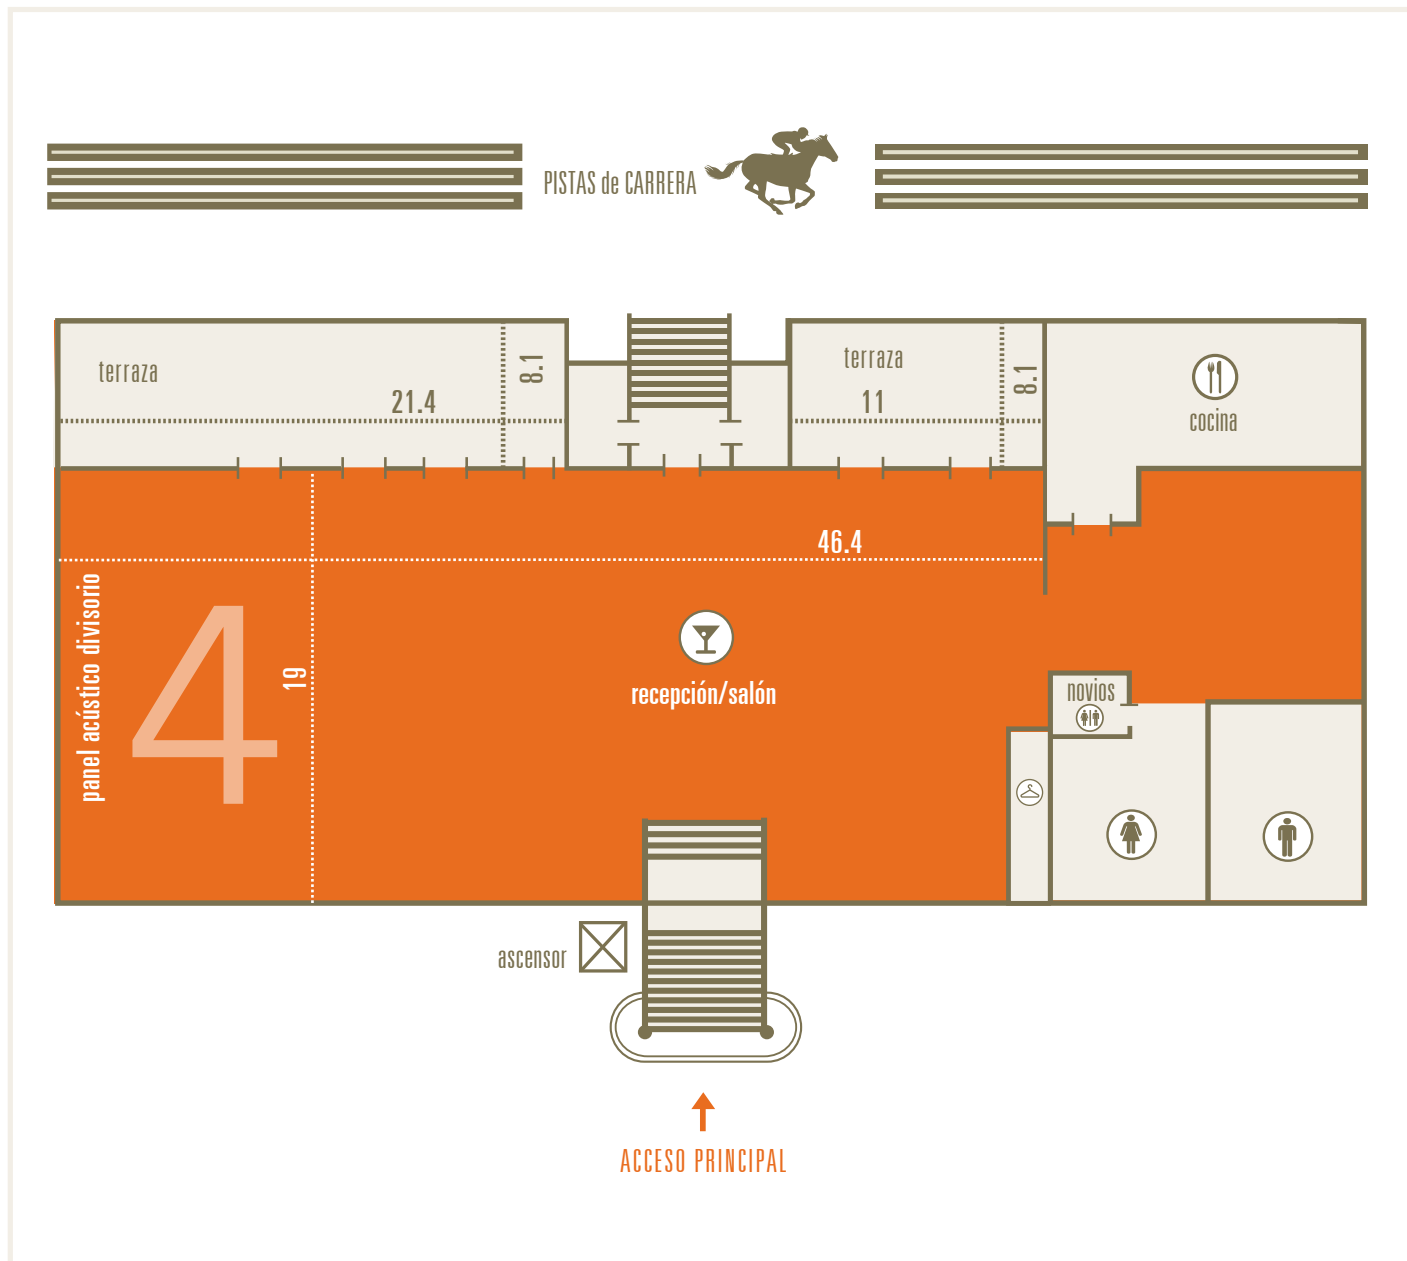 PISTAS de CARRERA
terraza
21.4
8.1
terraza
11
8.1
cocina
46.4
panel acústico divisorio
4
19
recepción/salón
novios
ascensor
ACCESO PRINCIPAL